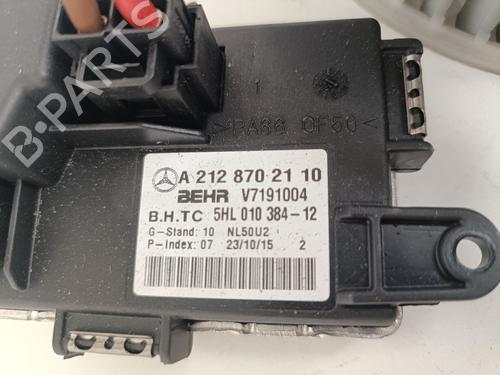 B-PARTS
1
>PA66 GF50<
A 212 870 21 10
BEHR V7191004
B.H.T.C 5HL 010 384-12
G-Stand: 10 NL50U2
P-Index: 07 23/10/15 2